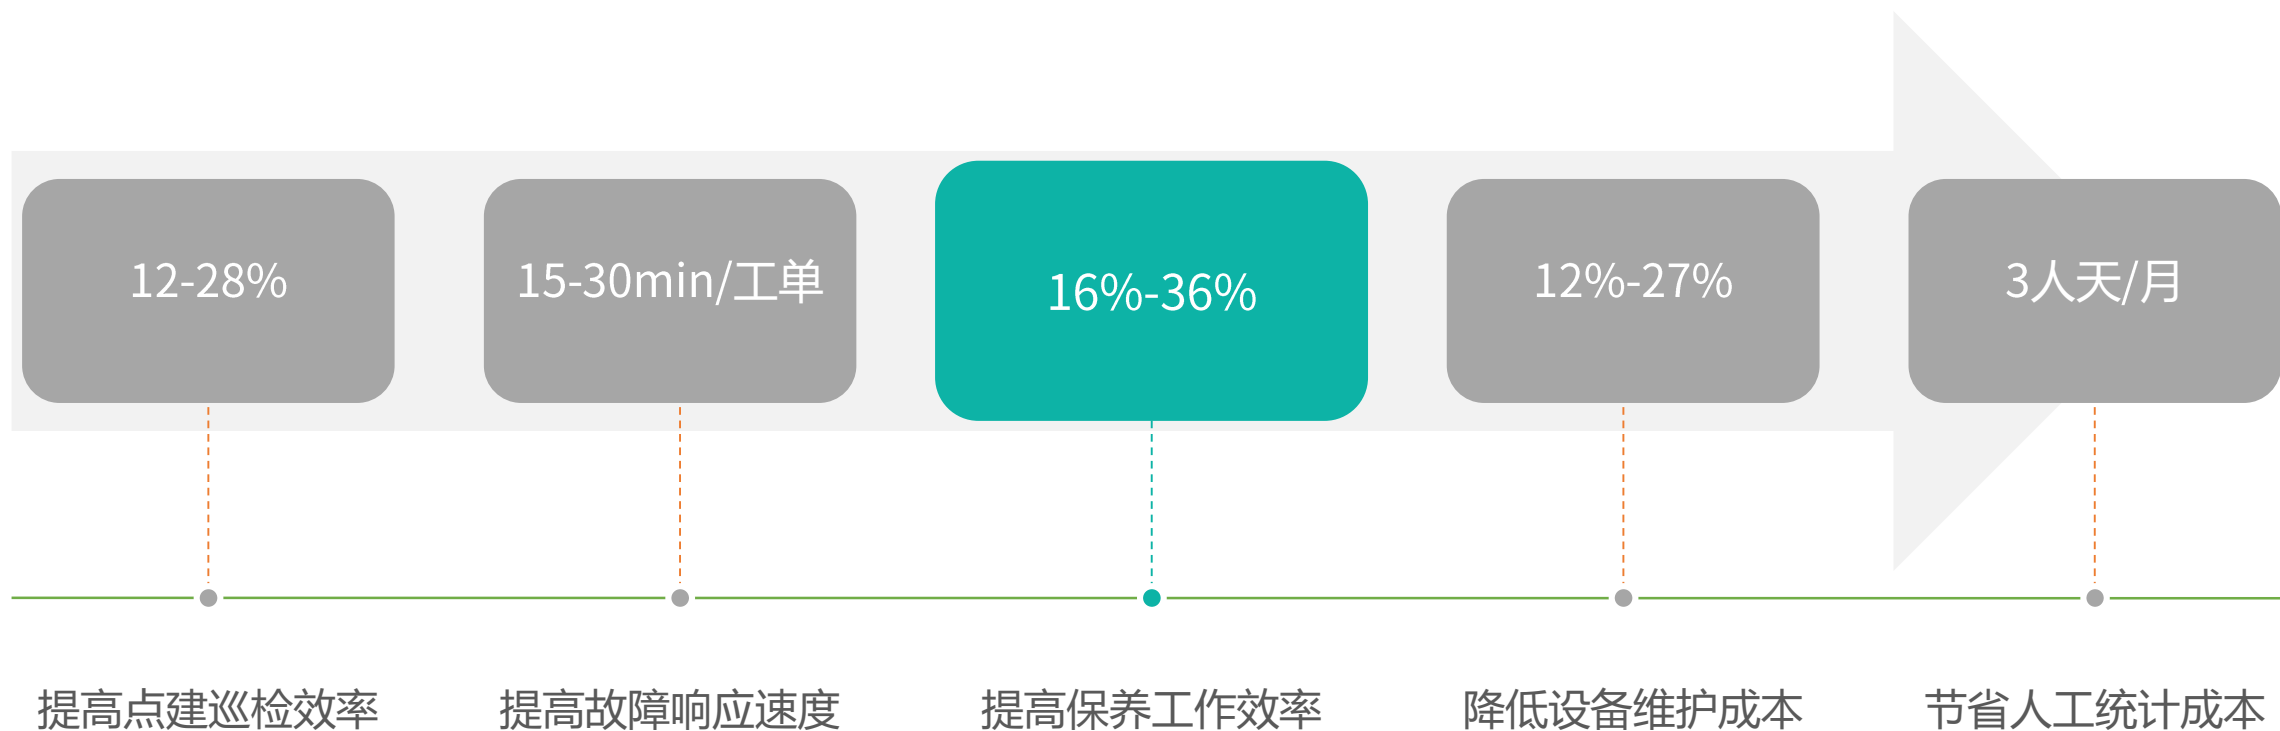 12-28%
15-30min/工单
16%-36%
12%-27%
3人天/月
提高点建巡检效率
提高故障响应速度
提高保养工作效率
降低设备维护成本
节省人工统计成本